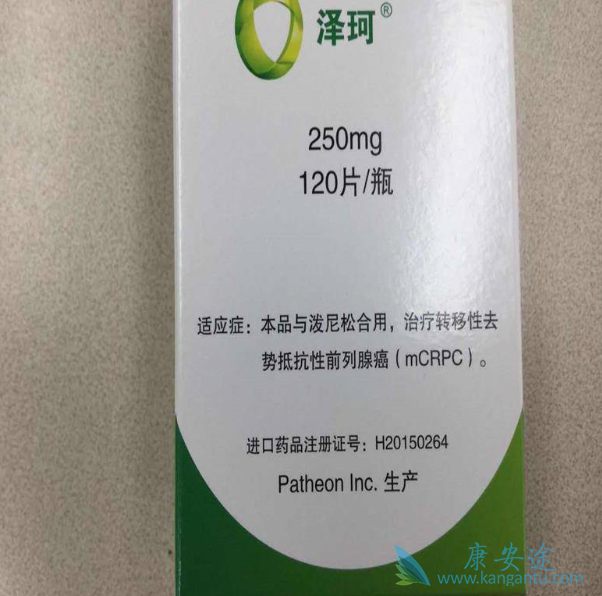 泽珂®
250mg
120片/瓶
适应症：本品与泼尼松合用，治疗转移性去
势抵抗性前列腺癌（mCRPC）。
进口药品注册证号：H20150264
Patheon Inc. 生产
康安途
www.kangantu.com